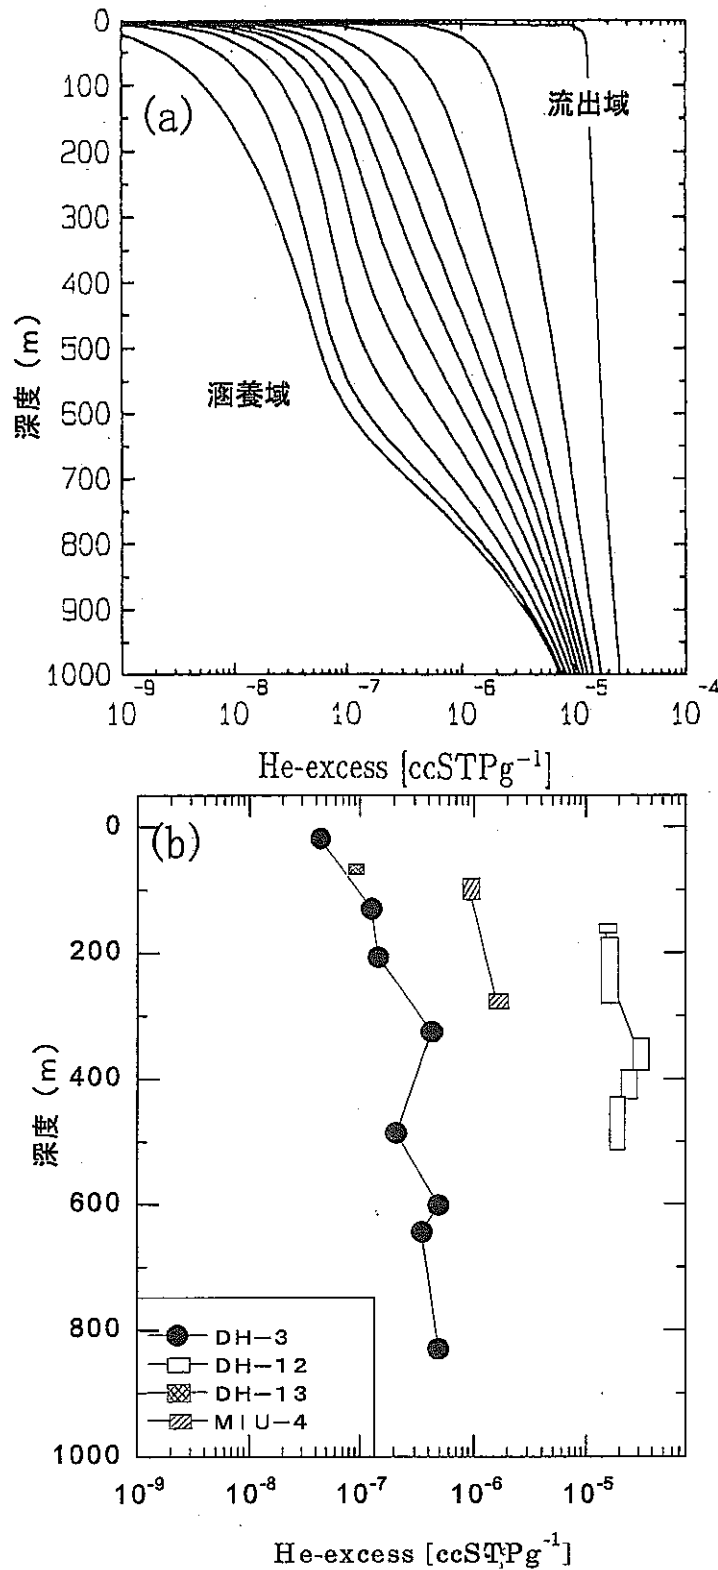 0
100
200
300
400
500
600
700
800
900
1000
深度 (m)
(a)
流出域
涵養域
10⁻⁹ 10⁻⁸ 10⁻⁷ 10⁻⁶ 10⁻⁵ 10⁻⁴
He-excess [ccSTPg⁻¹]
(b)
0
200
400
600
800
1000
深度 (m)
DH-3
DH-12
DH-13
MIU-4
10⁻⁹ 10⁻⁸ 10⁻⁷ 10⁻⁶ 10⁻⁵
He-excess [ccSTPg⁻¹]